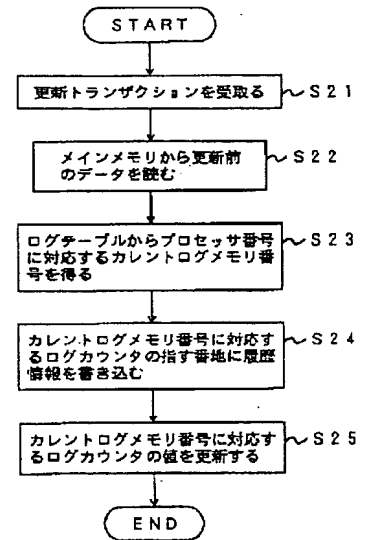 START
更新トランザクションを受取る S21
メインメモリから更新前 S22
のデータを読む
ログテーブルからプロセッサ番号 S23
に対応するカレントログメモリ番
号を得る
カレントログメモリ番号に対応す S24
るログカウンタの指す番地に履歴
情報を書き込む
カレントログメモリ番号に対応す S25
るログカウンタの値を更新する
END